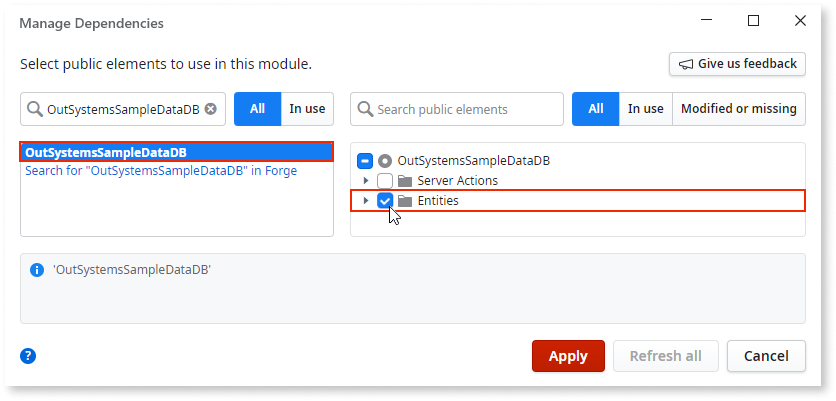 Manage Dependencies
Select public elements to use in this module.
Give us feedback
OutSystemsSampleDataDB
All
In use
Search public elements
All
In use
Modified or missing
OutSystemsSampleDataDB
Search for "OutSystemsSampleDataDB" in Forge
OutSystemsSampleDataDB
Server Actions
Entities
'OutSystemsSampleDataDB'
?
Apply
Refresh all
Cancel